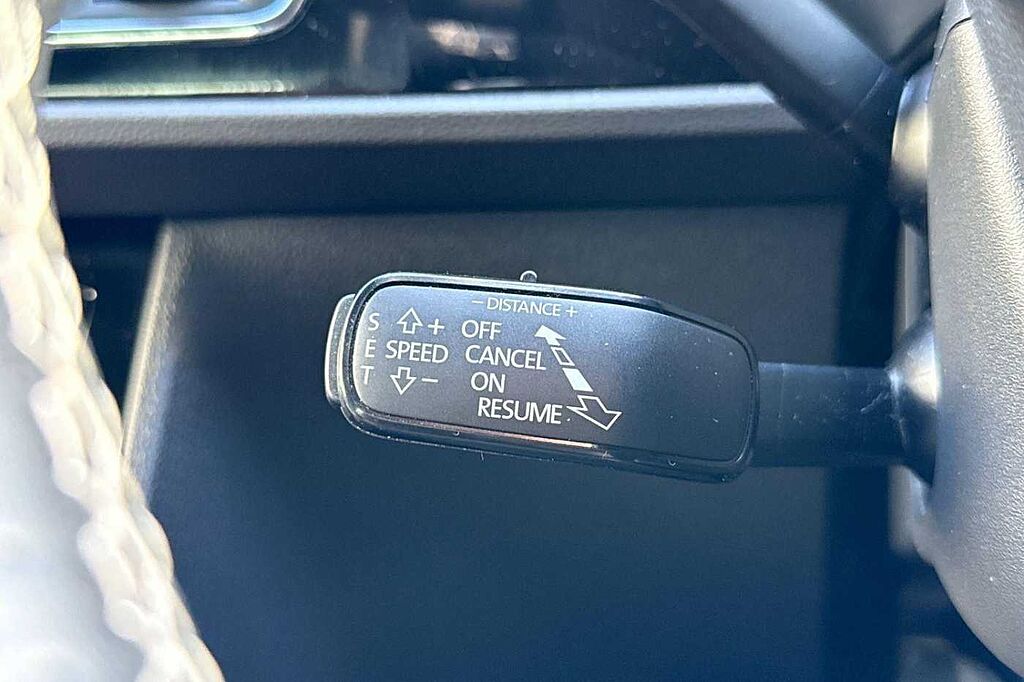 − DISTANCE +
S + OFF
E SPEED CANCEL
T − ON
RESUME